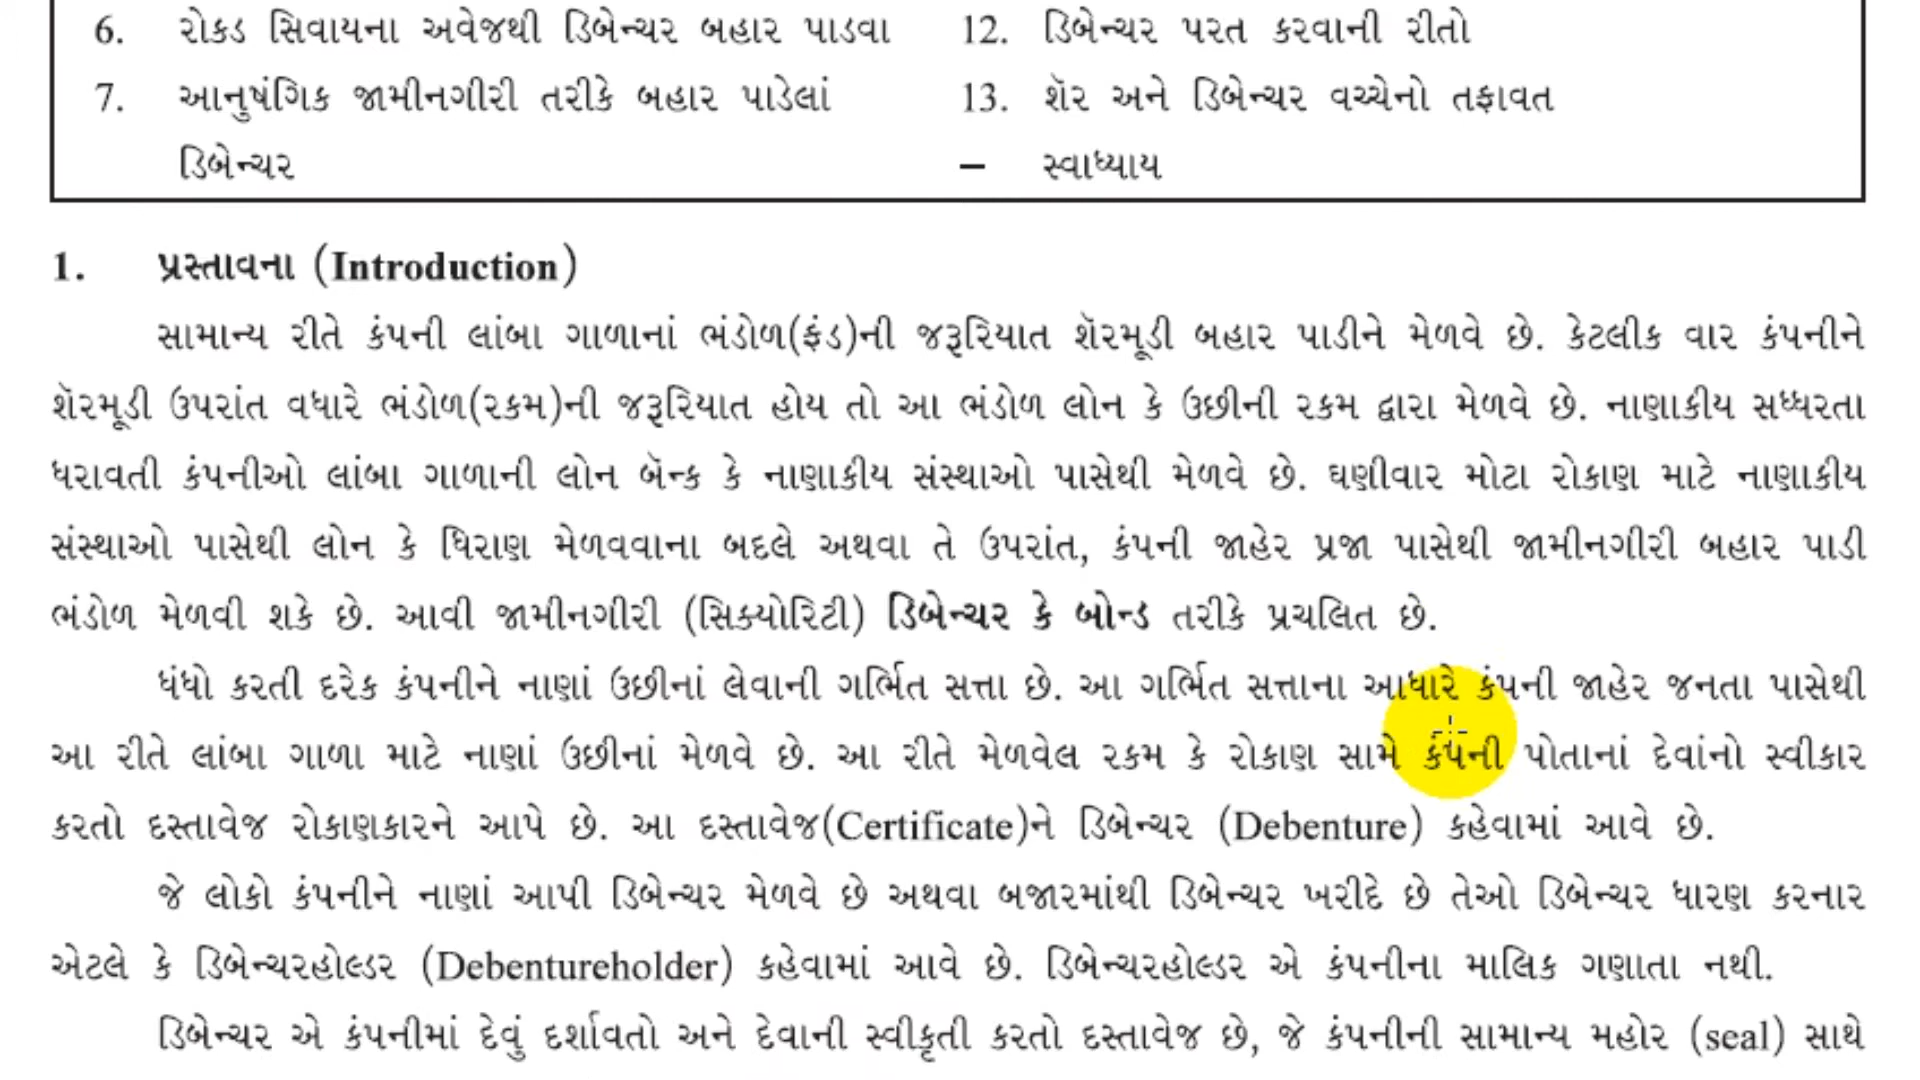 6. રોકડ સિવાયના અવેજથી ડિબેન્ચર બહાર પાડવા
7. આનુષંગિક જામીનગીરી તરીકે બહાર પાડેલાં
ડિબેન્ચર
12. ડિબેન્ચર પરત કરવાની રીતો
13. શૅર અને ડિબેન્ચર વચ્ચેનો તફાવત
– સ્વાધ્યાય
1. પ્રસ્તાવના (Introduction)
સામાન્ય રીતે કંપની લાંબા ગાળાનાં ભંડોળ(ફંડ)ની જરૂરિયાત શૅરમૂડી બહાર પાડીને મેળવે છે. કેટલીક વાર કંપનીને
શૅરમૂડી ઉપરાંત વધારે ભંડોળ(રકમ)ની જરૂરિયાત હોય તો આ ભંડોળ લોન કે ઉછીની રકમ દ્વારા મેળવે છે. નાણાકીય સધ્ધરતા
ધરાવતી કંપનીઓ લાંબા ગાળાની લોન બૅન્ક કે નાણાકીય સંસ્થાઓ પાસેથી મેળવે છે. ઘણીવાર મોટા રોકાણ માટે નાણાકીય
સંસ્થાઓ પાસેથી લોન કે ધિરાણ મેળવવાના બદલે અથવા તે ઉપરાંત, કંપની જાહેર પ્રજા પાસેથી જામીનગીરી બહાર પાડી
ભંડોળ મેળવી શકે છે. આવી જામીનગીરી (સિક્યોરિટી) ડિબેન્ચર કે બોન્ડ તરીકે પ્રચલિત છે.
ધંધો કરતી દરેક કંપનીને નાણાં ઉછીનાં લેવાની ગર્ભિત સત્તા છે. આ ગર્ભિત સત્તાના આધારે કંપની જાહેર જનતા પાસેથી
આ રીતે લાંબા ગાળા માટે નાણાં ઉછીનાં મેળવે છે. આ રીતે મેળવેલ રકમ કે રોકાણ સામે કંપની પોતાનાં દેવાંનો સ્વીકાર
કરતો દસ્તાવેજ રોકાણકારને આપે છે. આ દસ્તાવેજ(Certificate)ને ડિબેન્ચર (Debenture) કહેવામાં આવે છે.
જે લોકો કંપનીને નાણાં આપી ડિબેન્ચર મેળવે છે અથવા બજારમાંથી ડિબેન્ચર ખરીદે છે તેઓ ડિબેન્ચર ધારણ કરનાર
એટલે કે ડિબેન્ચરહોલ્ડર (Debentureholder) કહેવામાં આવે છે. ડિબેન્ચરહોલ્ડર એ કંપનીના માલિક ગણાતા નથી.
ડિબેન્ચર એ કંપનીમાં દેવું દર્શાવતો અને દેવાની સ્વીકૃતી કરતો દસ્તાવેજ છે, જે કંપનીની સામાન્ય મહોર (seal) સાથે